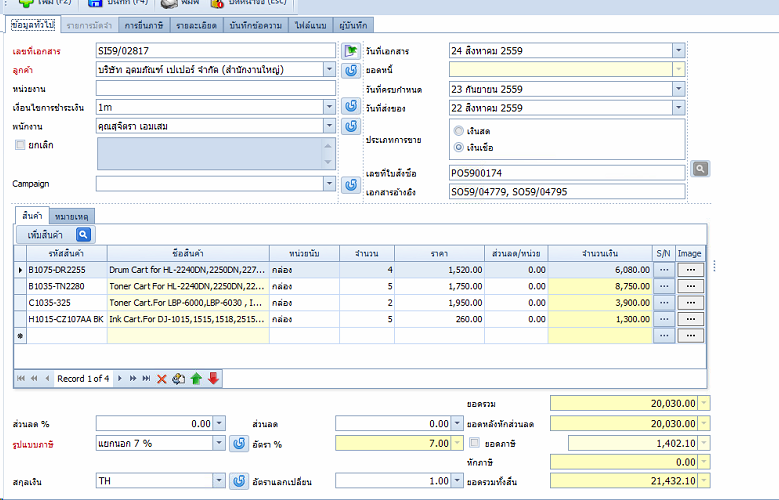 เพิ่ม (F2) บันทึก (F4) พิมพ์ ปิดหน้าจอ (ESC)
ข้อมูลทั่วไป รายการมัดจำ การยื่นภาษี รายละเอียด บันทึกข้อความ ไฟล์แนบ ผู้บันทึก
เลขที่เอกสาร SI59/02817 วันที่เอกสาร 24 สิงหาคม 2559
ลูกค้า บริษัท อุดมภัณฑ์ เปเปอร์ จำกัด (สำนักงานใหญ่) ยอดหนี้
หน่วยงาน วันที่ครบกำหนด 23 กันยายน 2559
เงื่อนไขการชำระเงิน 1m วันที่ส่งของ 22 สิงหาคม 2559
พนักงาน คุณสุจิตรา เอมเสม ประเภทการขาย เงินสด
ยกเลิก เงินเชื่อ
เลขที่ใบสั่งซื้อ PO5900174
Campaign เอกสารอ้างอิง SO59/04779, SO59/04795
สินค้า หมายเหตุ
เพิ่มสินค้า
รหัสสินค้า ชื่อสินค้า หน่วยนับ จำนวน ราคา ส่วนลด/หน่วย จำนวนเงิน S/N Image
B1075-DR2255 Drum Cart for HL-2240DN,2250DN,227... กล่อง 4 1,520.00 0.00 6,080.00 ... ...
B1035-TN2280 Toner Cart For HL-2240DN,2250DN,22... กล่อง 5 1,750.00 0.00 8,750.00 ... ...
C1035-325 Toner Cart.For LBP-6000,LBP-6030 , I... กล่อง 2 1,950.00 0.00 3,900.00 ... ...
H1015-CZ107AA BK Ink Cart.For DJ-1015,1515,1518,2515... กล่อง 5 260.00 0.00 1,300.00 ... ...
... ...
Record 1 of 4
ยอดรวม 20,030.00
ส่วนลด % 0.00 ส่วนลด 0.00 ยอดหลังหักส่วนลด 20,030.00
รูปแบบภาษี แยกนอก 7 % อัตรา % 7.00 ยอดภาษี 1,402.10
หักภาษี 0.00
สกุลเงิน TH อัตราแลกเปลี่ยน 1.00 ยอดรวมทั้งสิ้น 21,432.10